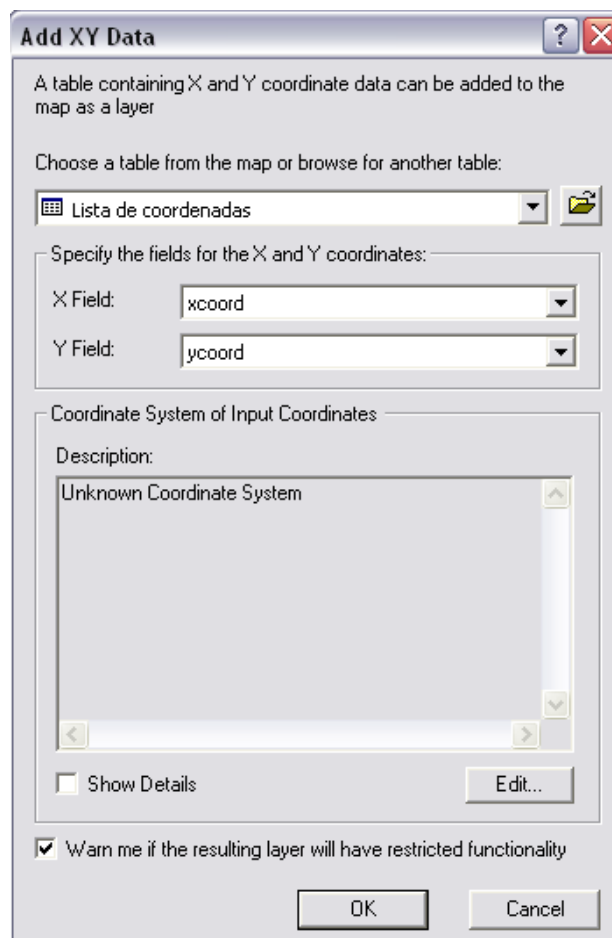 Add XY Data
A table containing X and Y coordinate data can be added to the
map as a layer
Choose a table from the map or browse for another table:
Lista de coordenadas
Specify the fields for the X and Y coordinates:
X Field:
xcoord
Y Field:
ycoord
Coordinate System of Input Coordinates
Description:
Unknown Coordinate System
Show Details
Edit...
Warn me if the resulting layer will have restricted functionality
OK
Cancel